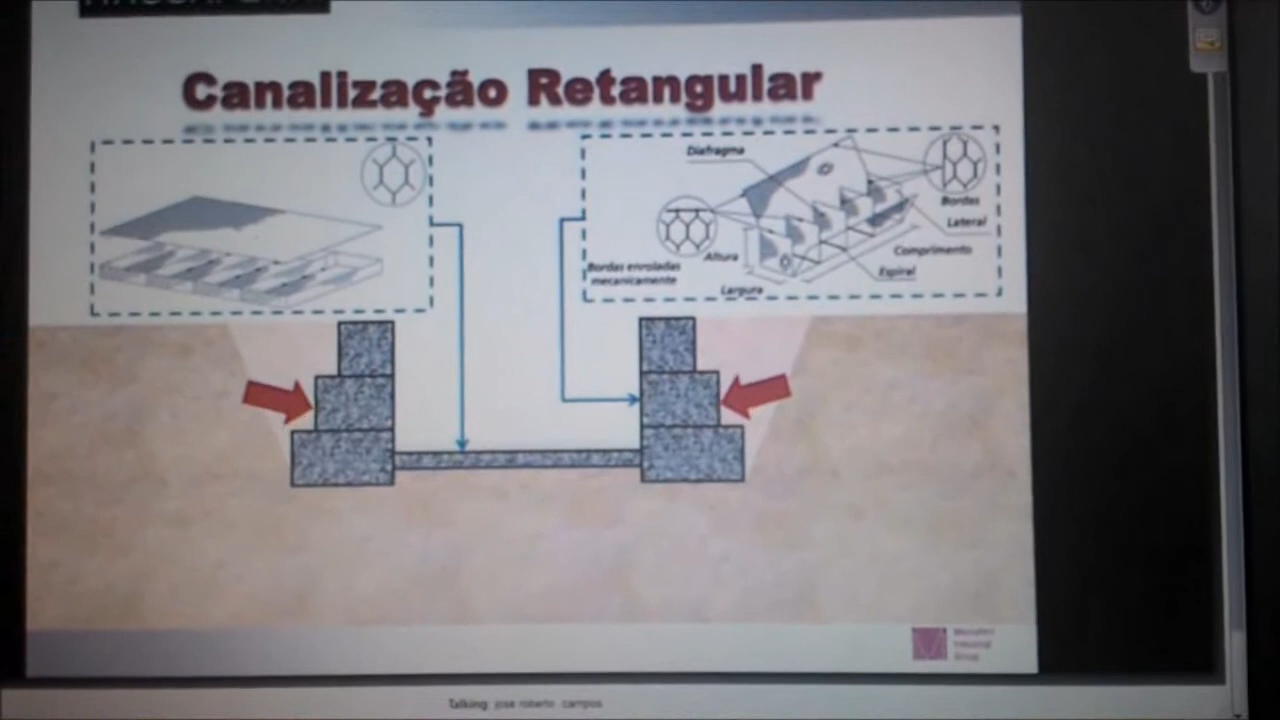 Canalização Retangular
Diafragma
Bordas
Lateral
Comprimento
Altura
Espiral
Bordas enroladas
mecanicamente
Largura
Talking: jose roberto campos